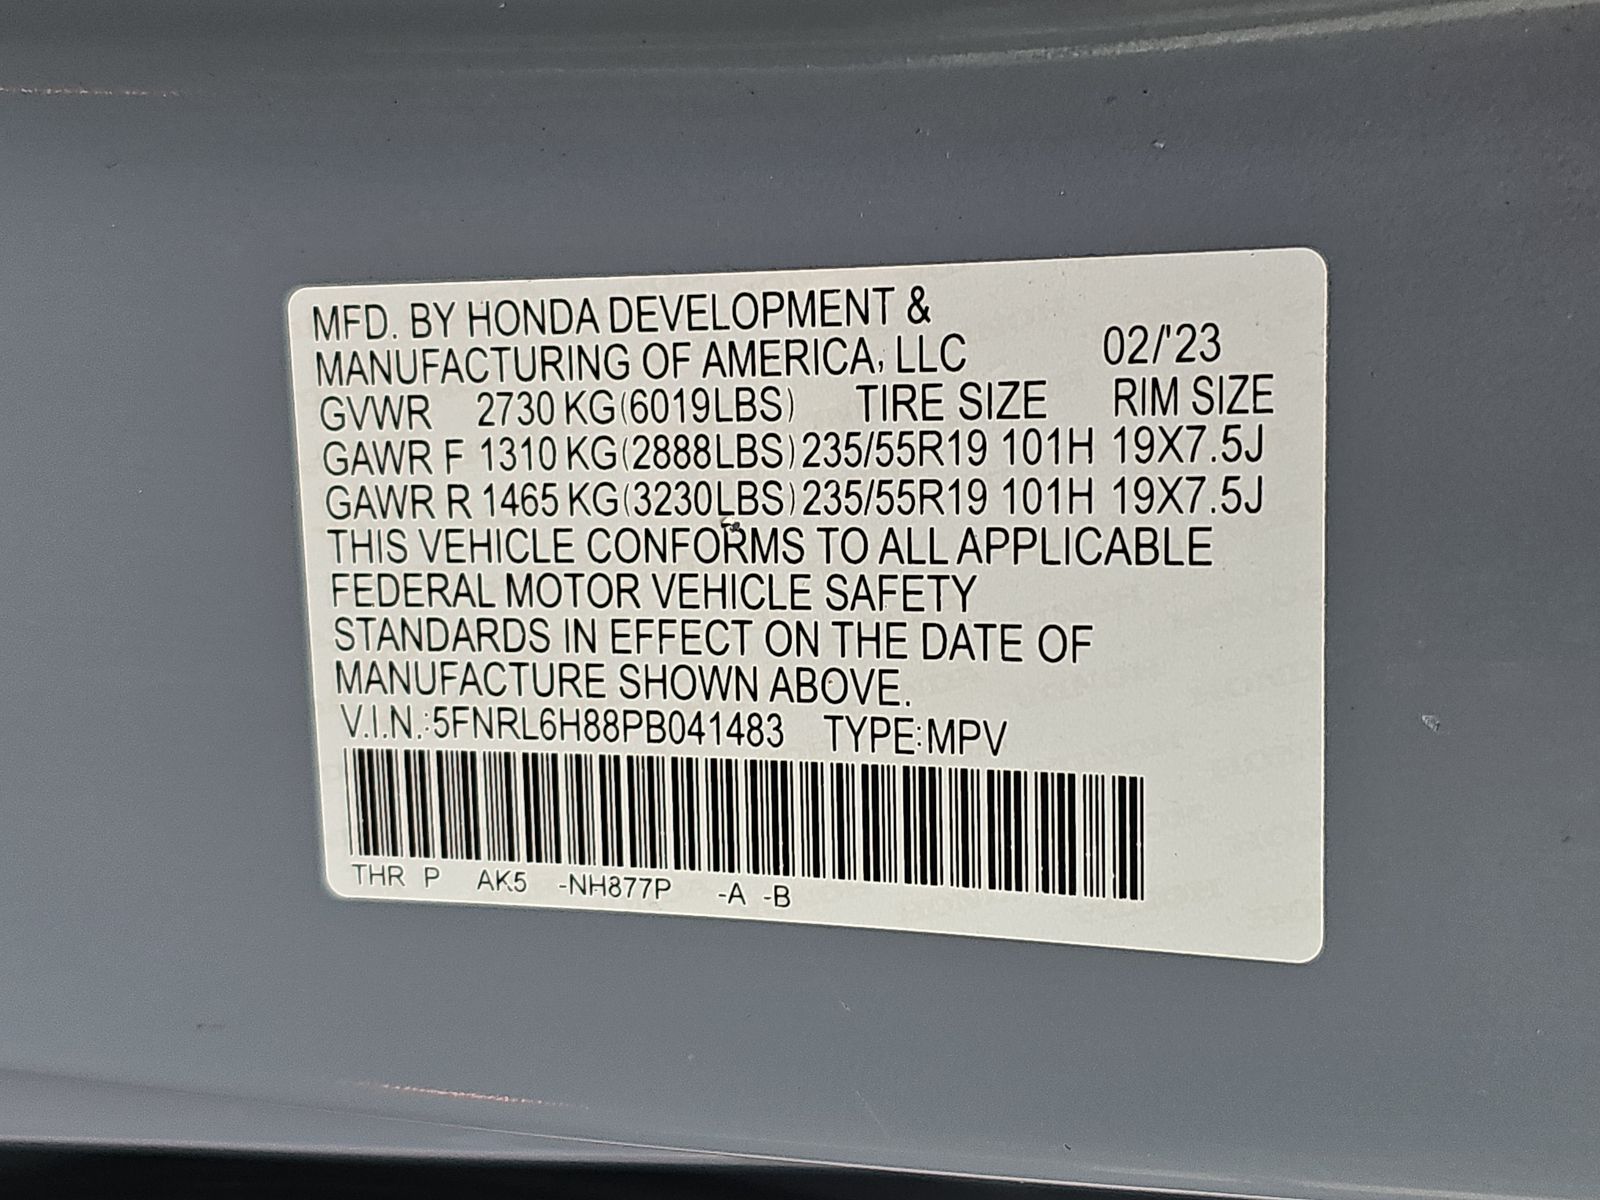 MFD. BY HONDA DEVELOPMENT &
MANUFACTURING OF AMERICA, LLC 02/'23
GVWR 2730 KG(6019LBS) TIRE SIZE RIM SIZE
GAWR F 1310 KG(2888LBS) 235/55R19 101H 19X7.5J
GAWR R 1465 KG(3230LBS) 235/55R19 101H 19X7.5J
THIS VEHICLE CONFORMS TO ALL APPLICABLE
FEDERAL MOTOR VEHICLE SAFETY
STANDARDS IN EFFECT ON THE DATE OF
MANUFACTURE SHOWN ABOVE.
V.I.N.:5FNRL6H88PB041483 TYPE:MPV
THR P AK5 -NH877P -A -B